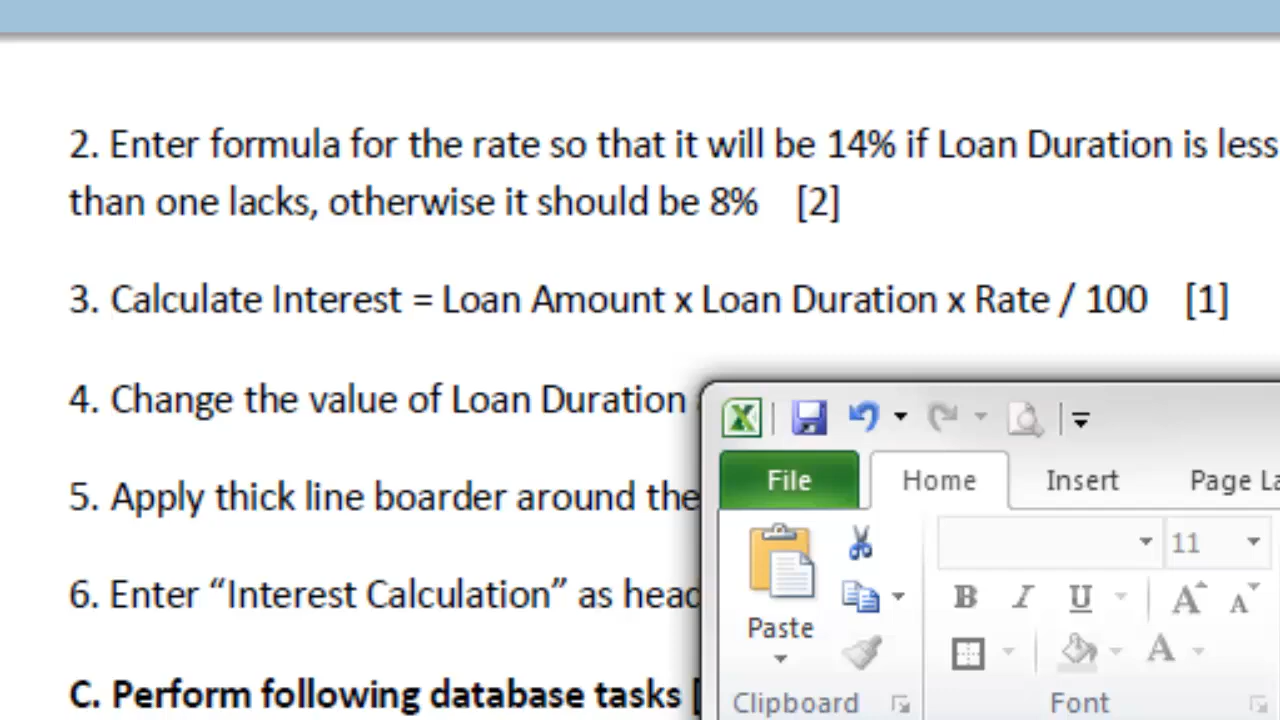 2. Enter formula for the rate so that it will be 14% if Loan Duration is less
than one lacks, otherwise it should be 8% [2]
3. Calculate Interest = Loan Amount x Loan Duration x Rate / 100 [1]
4. Change the value of Loan Duration
5. Apply thick line boarder around the
6. Enter “Interest Calculation” as head
C. Perform following database tasks [
File Home Insert Page La
11
B I U A A
A
Paste
Clipboard Font